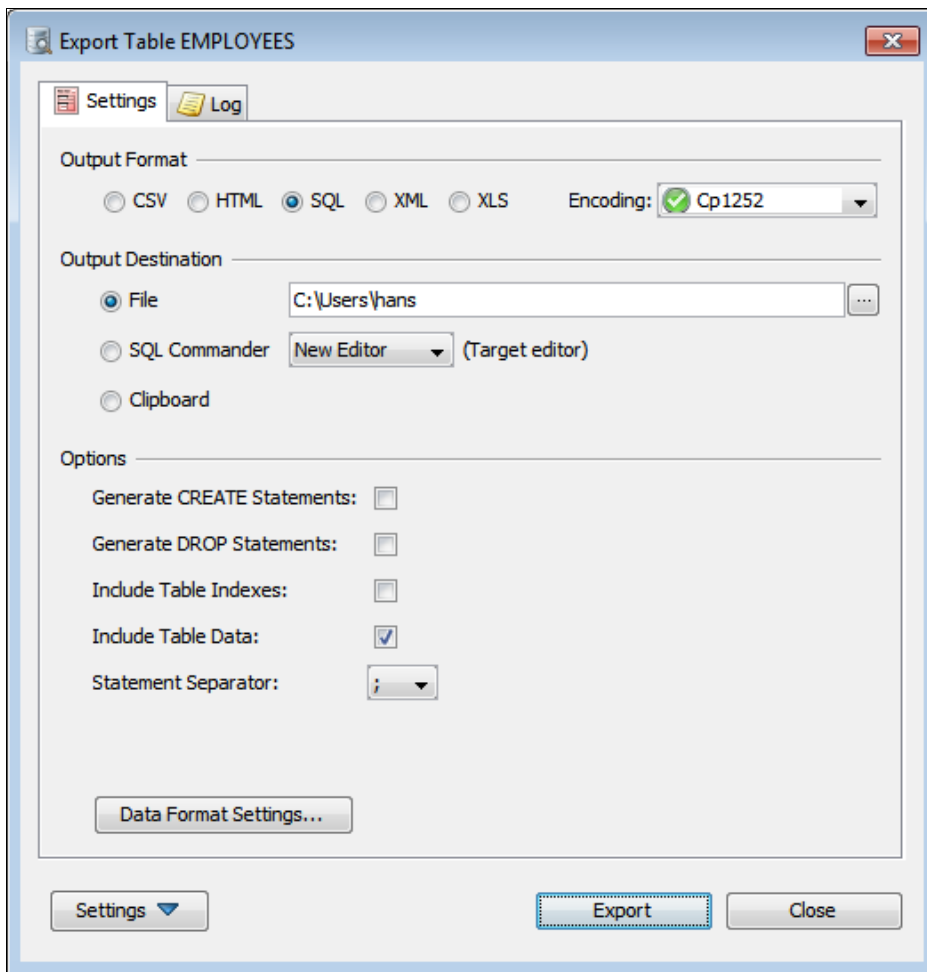 Export Table EMPLOYEES
Settings Log
Output Format
CSV HTML SQL XML XLS Encoding: Cp1252
Output Destination
File C:\Users\hans ...
SQL Commander New Editor (Target editor)
Clipboard
Options
Generate CREATE Statements:
Generate DROP Statements:
Include Table Indexes:
Include Table Data:
Statement Separator: ;
Data Format Settings...
Settings Export Close